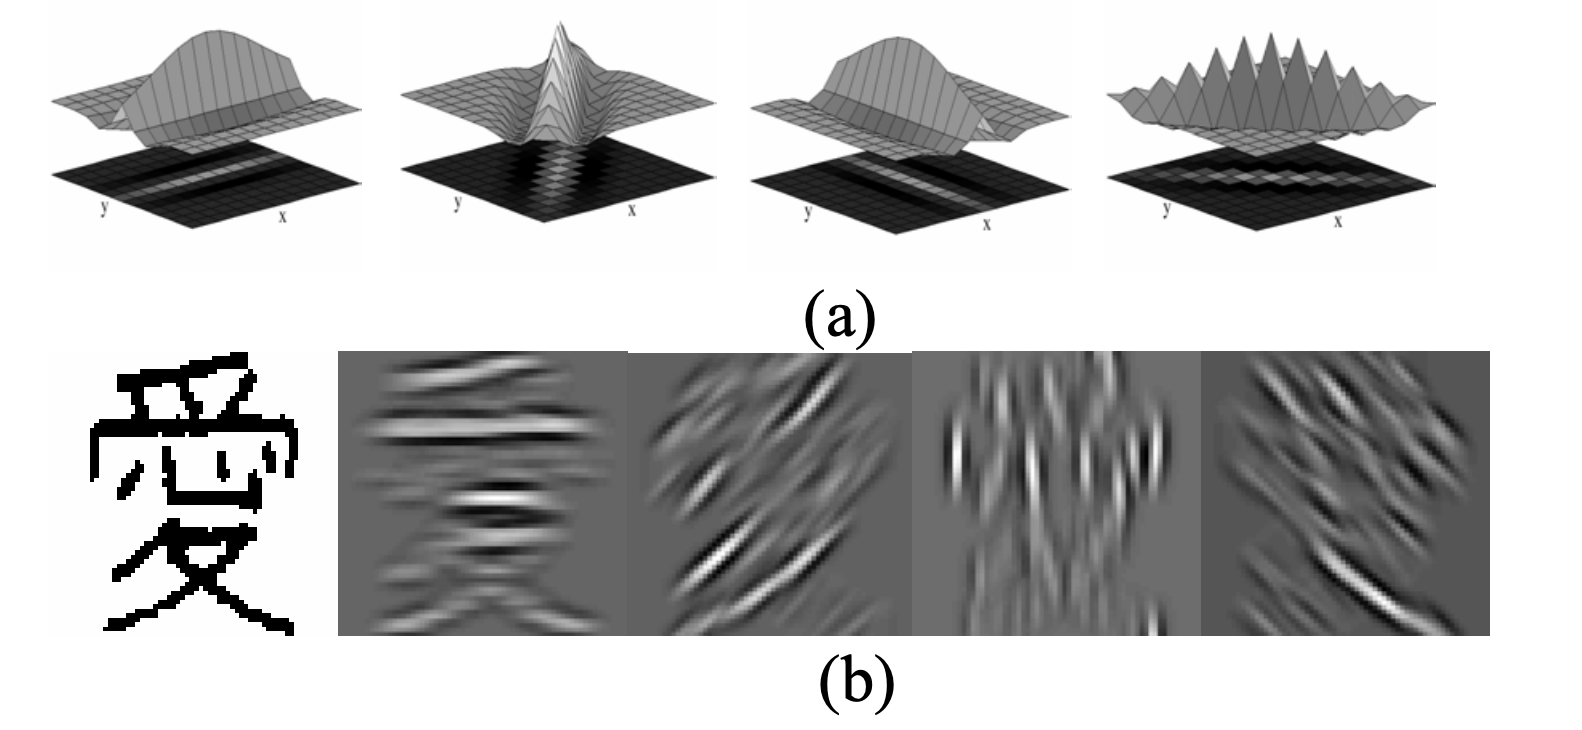 y x y x y x y x
(a)
愛
(b)